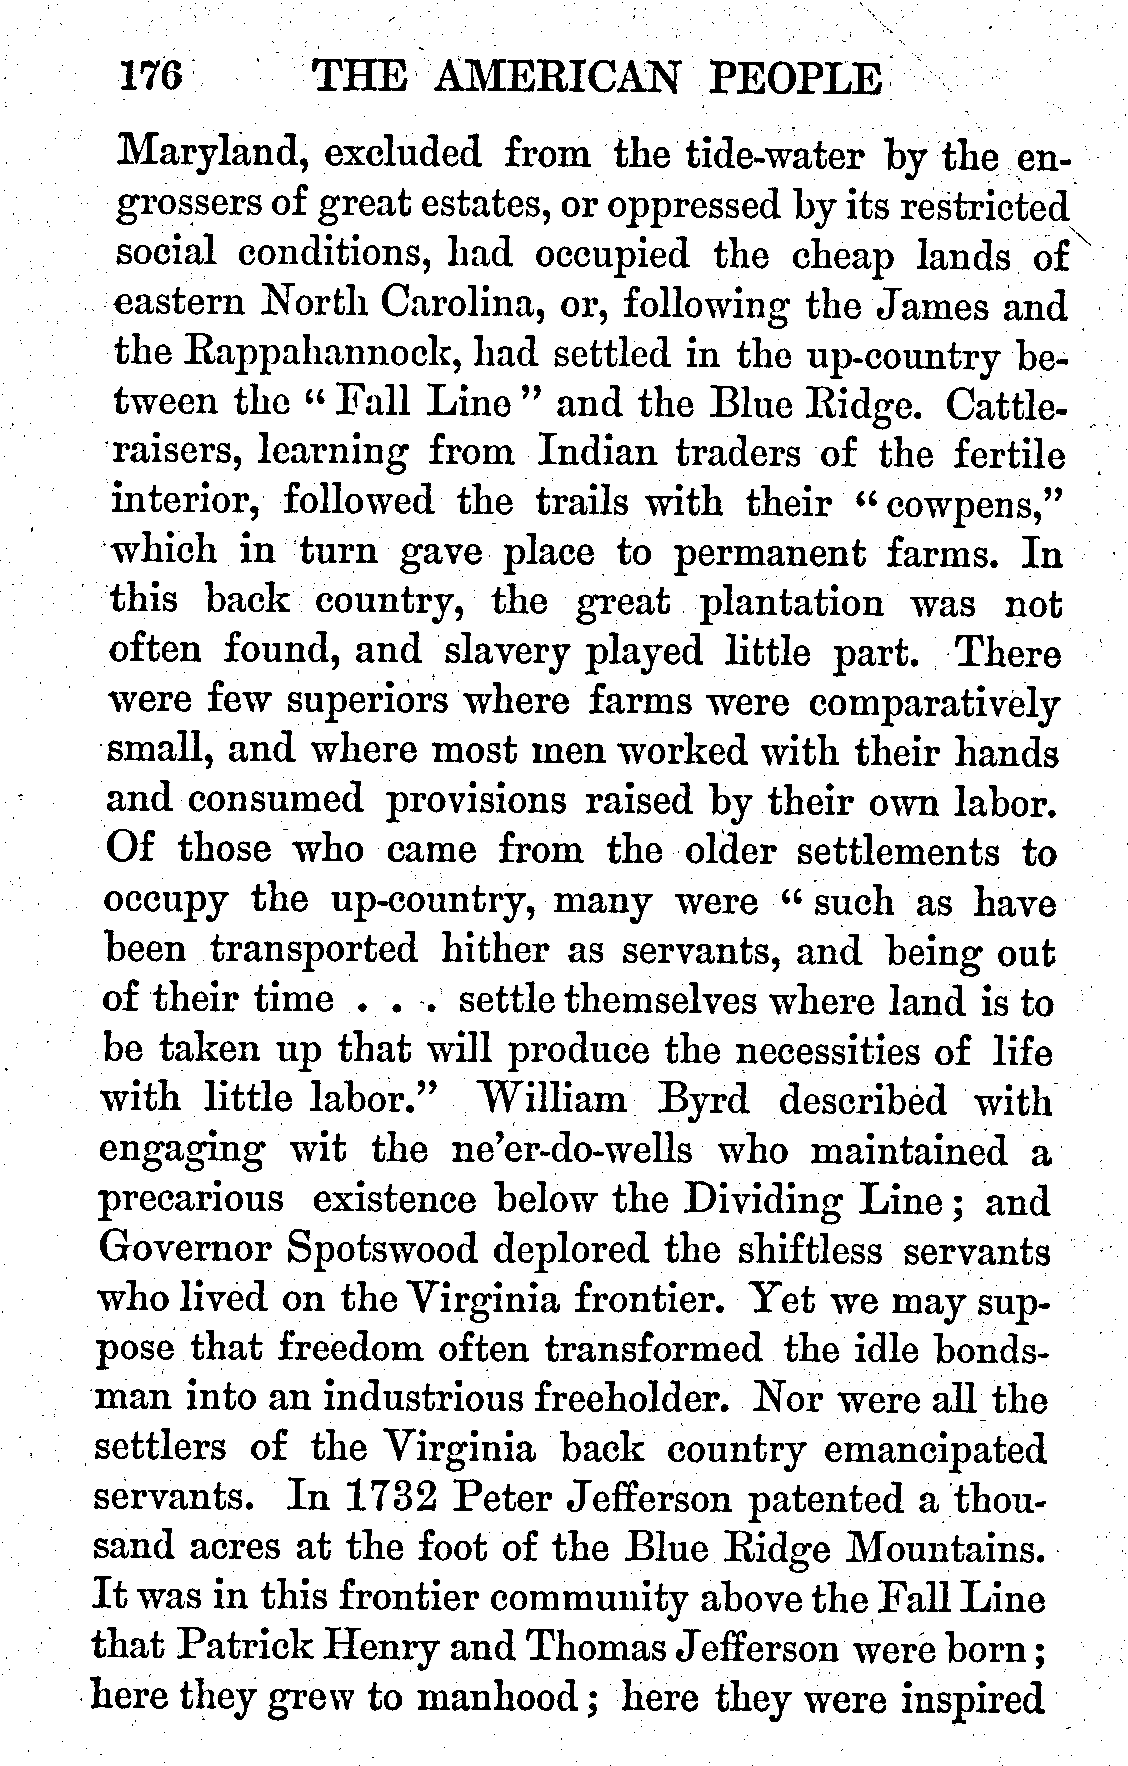 176 THE AMERICAN PEOPLE
Maryland, excluded from the tide-water by the en-
grossers of great estates, or oppressed by its restricted
social conditions, had occupied the cheap lands of
eastern North Carolina, or, following the James and
the Rappahannock, had settled in the up-country be-
tween the “ Fall Line ” and the Blue Ridge. Cattle-
raisers, learning from Indian traders of the fertile
interior, followed the trails with their “ cowpens,”
which in turn gave place to permanent farms. In
this back country, the great plantation was not
often found, and slavery played little part. There
were few superiors where farms were comparatively
small, and where most men worked with their hands
and consumed provisions raised by their own labor.
Of those who came from the older settlements to
occupy the up-country, many were “ such as have
been transported hither as servants, and being out
of their time . . . settle themselves where land is to
be taken up that will produce the necessities of life
with little labor.” William Byrd described with
engaging wit the ne’er-do-wells who maintained a
precarious existence below the Dividing Line ; and
Governor Spotswood deplored the shiftless servants
who lived on the Virginia frontier. Yet we may sup-
pose that freedom often transformed the idle bonds-
man into an industrious freeholder. Nor were all the
settlers of the Virginia back country emancipated
servants. In 1732 Peter Jefferson patented a thou-
sand acres at the foot of the Blue Ridge Mountains.
It was in this frontier community above the Fall Line
that Patrick Henry and Thomas Jefferson were born ;
here they grew to manhood ; here they were inspired